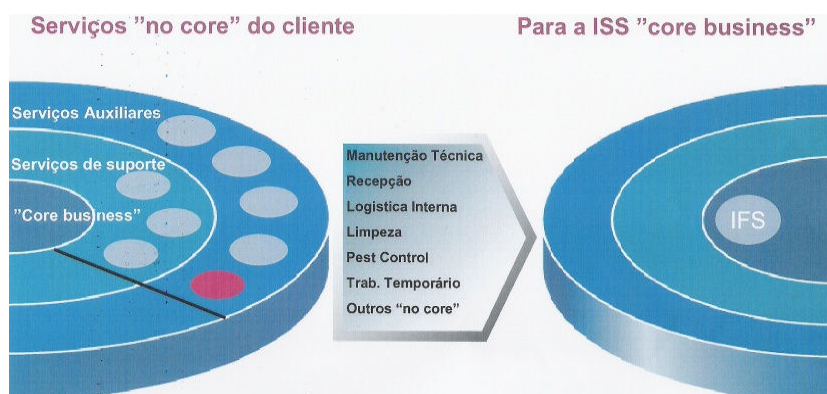 Serviços ”no core” do cliente
Para a ISS ”core business”
Serviços Auxiliares
Serviços de suporte
”Core business”
Manutenção Técnica
Recepção
Logistica Interna
Limpeza
Pest Control
Trab. Temporário
Outros “no core”
IFS